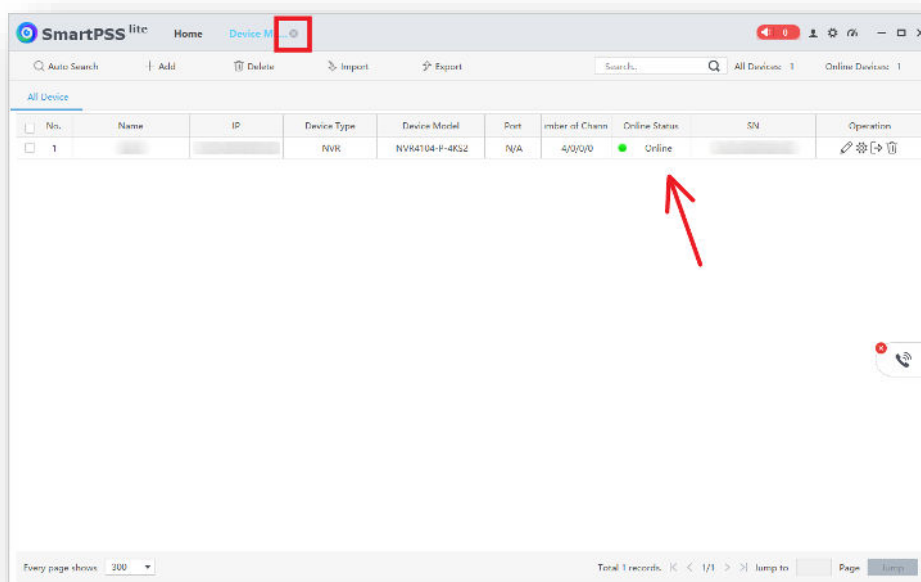 SmartPSS lite Home Device M... 0
Auto Search Add Delete Import Export Search.. All Devices: 1 Online Devices: 1
All Device
No. Name IP Device Type Device Model Port mber of Chann Online Status SN Operation
1 NVR NVR4104-P-4KS2 N/A 4/0/0/0 Online
Every page shows 300 Total 1 records. 1/1 Jump to Page Jump